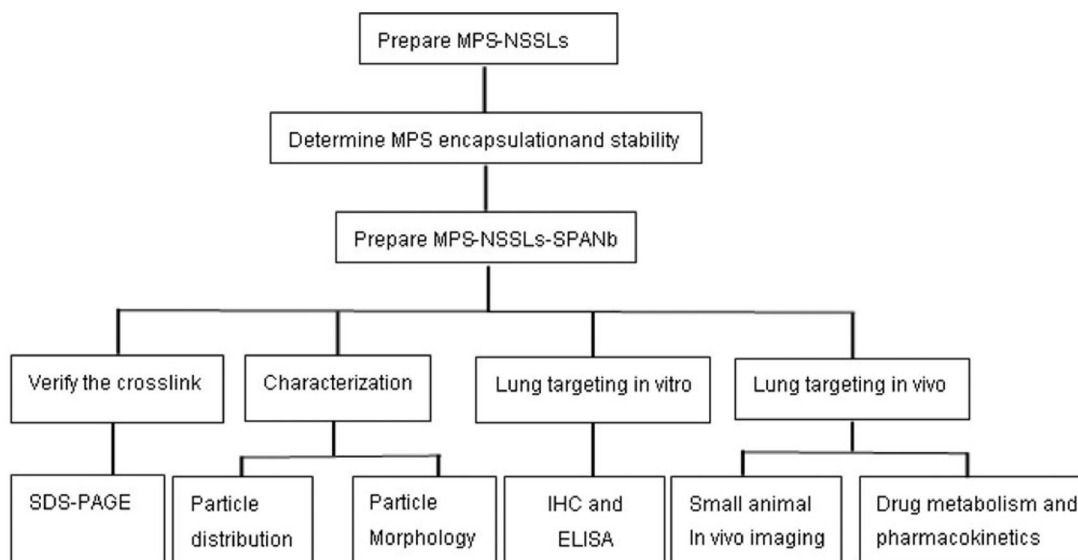 Prepare MPS-NSSLs
Determine MPS encapsulationand stability
Prepare MPS-NSSLs-SPANb
Verify the crosslink
Characterization
Lung targeting in vitro
Lung targeting in vivo
SDS-PAGE
Particle
distribution
Particle
Morphology
IHC and
ELISA
Small animal
In vivo imaging
Drug metabolism and
pharmacokinetics